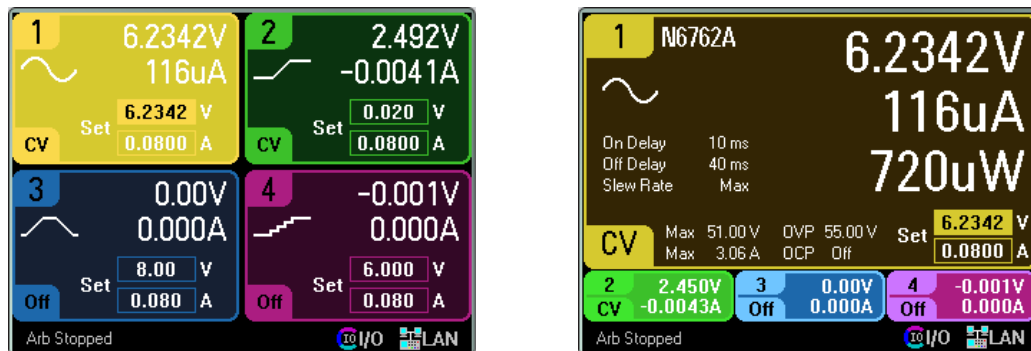 1 6.2342V
116uA
Set 6.2342 V
0.0800 A
CV
2 2.492V
-0.0041A
Set 0.020 V
0.0800 A
CV
3 0.00V
0.000A
Set 8.00 V
0.080 A
Off
4 -0.001V
0.000A
Set 6.000 V
0.080 A
Off
Arb Stopped IO I/O LAN
1 N6762A 6.2342V
116uA
720uW
On Delay 10 ms
Off Delay 40 ms
Slew Rate Max
CV Max 51.00 V OVP 55.00 V Set 6.2342 V
Max 3.06 A OCP Off 0.0800 A
2 2.450V 3 0.00V 4 -0.001V
CV -0.0043A Off 0.000A Off 0.000A
Arb Stopped IO I/O LAN